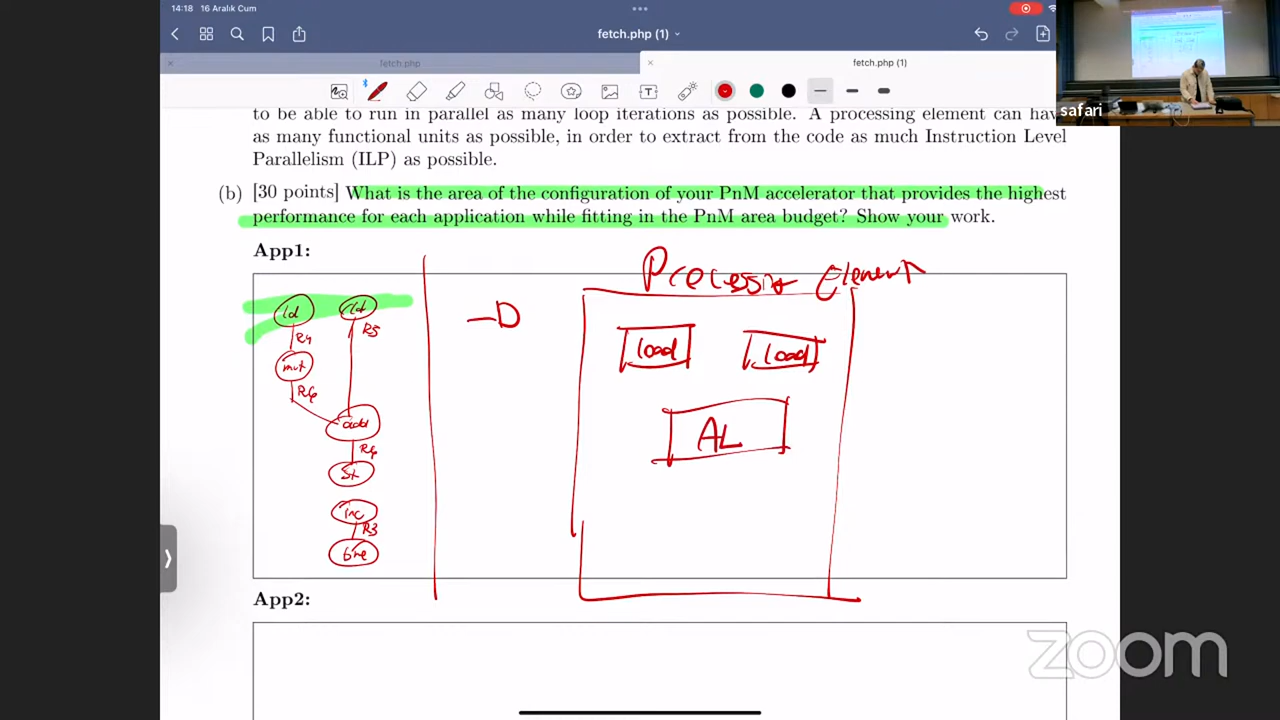 14:18 16 Aralık Cum
fetch.php (1)
fetch.php
fetch.php (1)
safari
to be able to run in parallel as many loop iterations as possible. A processing element can hav
as many functional units as possible, in order to extract from the code as much Instruction Level
Parallelism (ILP) as possible.
(b) [30 points] What is the area of the configuration of your PnM accelerator that provides the highest
performance for each application while fitting in the PnM area budget? Show your work.
App1:
Processing Element
ld ld
R4 R5
load load
mut
R6
add
AL
R6
St
inc
R3
bne
App2:
zoom